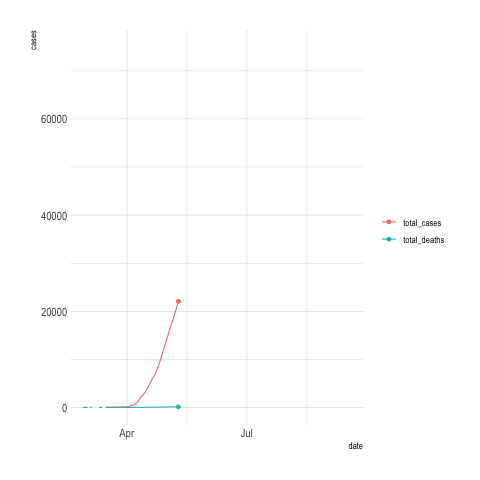 cases
60000
40000
20000
0
Apr
Jul
date
total_cases
total_deaths